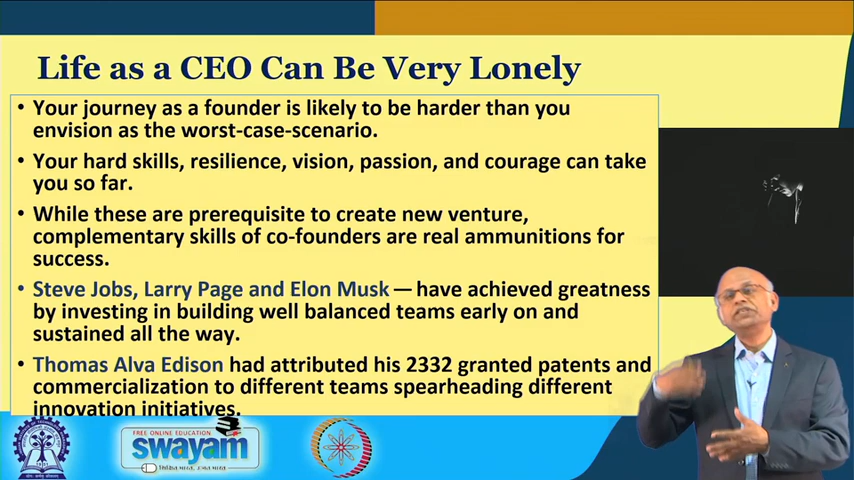 Life as a CEO Can Be Very Lonely
• Your journey as a founder is likely to be harder than you
envision as the worst-case-scenario.
• Your hard skills, resilience, vision, passion, and courage can take
you so far.
• While these are prerequisite to create new venture,
complementary skills of co-founders are real ammunitions for
success.
• Steve Jobs, Larry Page and Elon Musk — have achieved greatness
by investing in building well balanced teams early on and
sustained all the way.
• Thomas Alva Edison had attributed his 2332 granted patents and
commercialization to different teams spearheading different
innovation initiatives.
FREE ONLINE EDUCATION
swayam